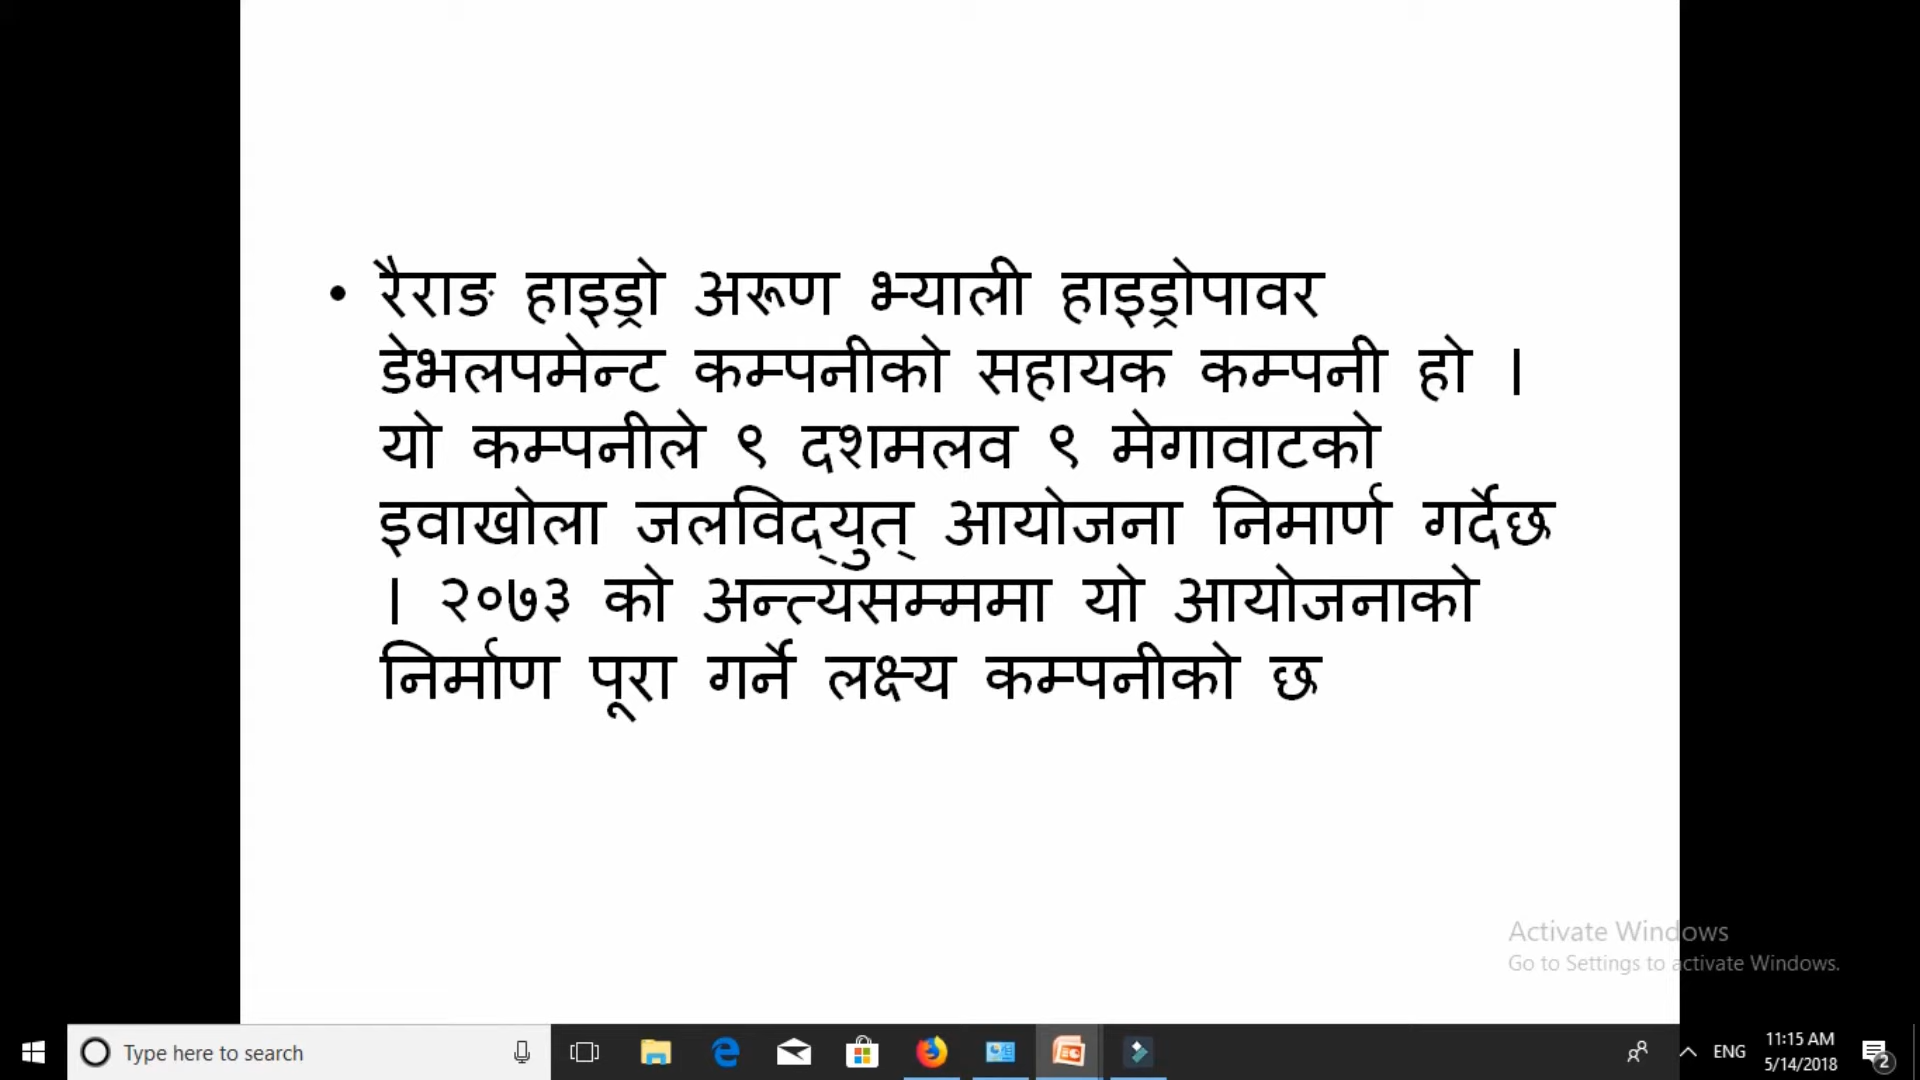 • रैराङ हाइड्रो अरूण भ्याली हाइड्रोपावर
डेभलपमेन्ट कम्पनीको सहायक कम्पनी हो ।
यो कम्पनीले ९ दशमलव ९ मेगावाटको
इवाखोला जलविद्‌युत् आयोजना निमार्ण गर्देछ
। २०७३ को अन्त्यसम्ममा यो आयोजनाको
निर्माण पूरा गर्ने लक्ष्य कम्पनीको छ
Activate Windows
Go to Settings to activate Windows.
Type here to search
ENG
11:15 AM
5/14/2018
2